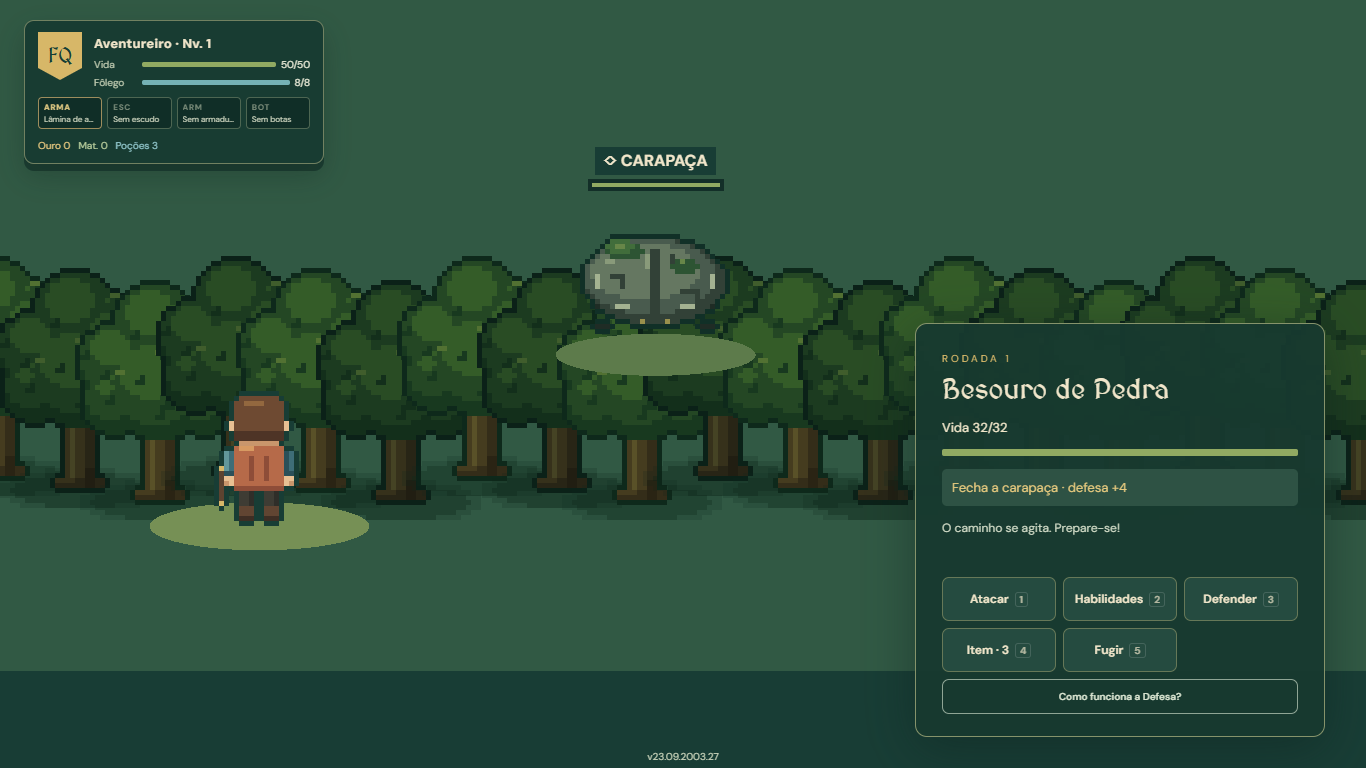 FQ
Aventureiro · Nv. 1
Vida 50/50
Fôlego 8/8
ARMA
Lâmina de a...
ESC
Sem escudo
ARM
Sem armadu...
BOT
Sem botas
Ouro 0 Mat. 0 Poções 3
CARAPAÇA
RODADA 1
Besouro de Pedra
Vida 32/32
Fecha a carapaça · defesa +4
O caminho se agita. Prepare-se!
Atacar 1
Habilidades 2
Defender 3
Item · 3 4
Fugir 5
Como funciona a Defesa?
v23.09.2003.27